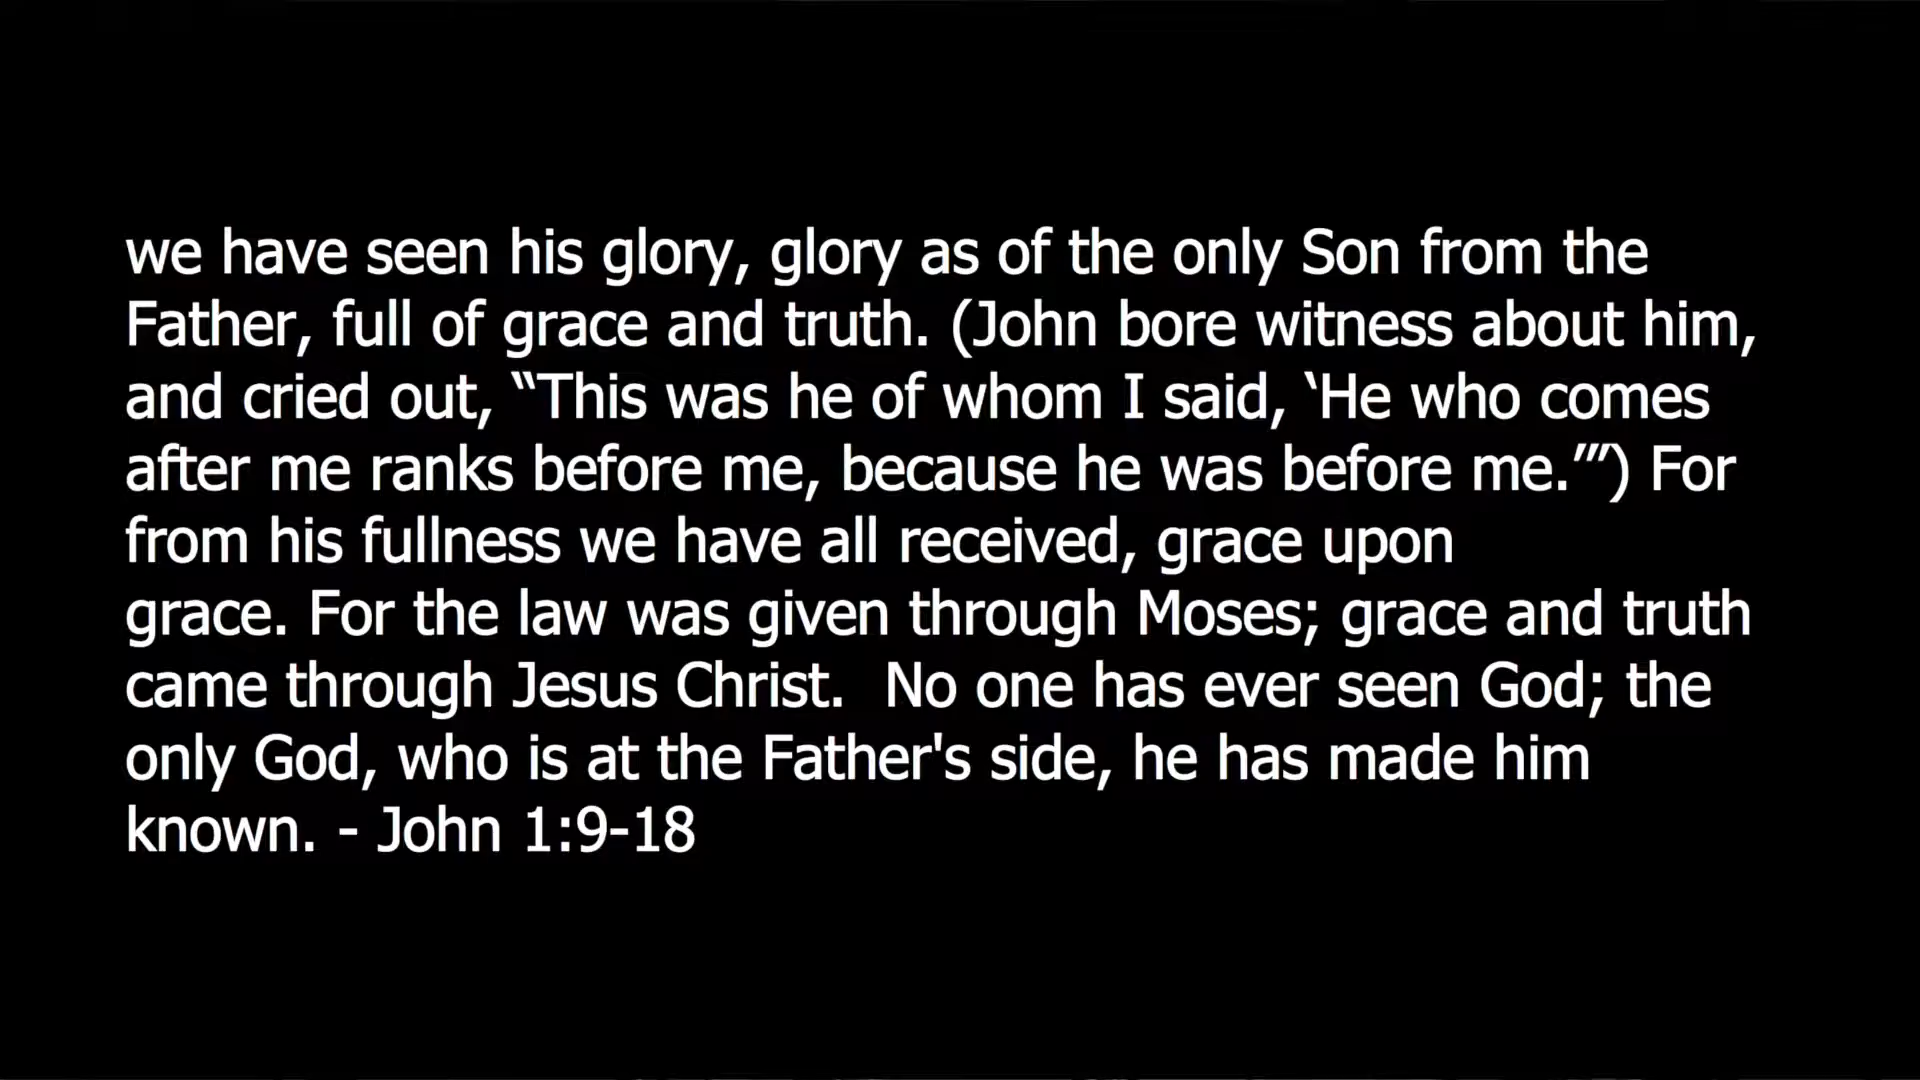 we have seen his glory, glory as of the only Son from the
Father, full of grace and truth. (John bore witness about him,
and cried out, “This was he of whom I said, ‘He who comes
after me ranks before me, because he was before me.’”) For
from his fullness we have all received, grace upon
grace. For the law was given through Moses; grace and truth
came through Jesus Christ.  No one has ever seen God; the
only God, who is at the Father's side, he has made him
known. - John 1:9-18